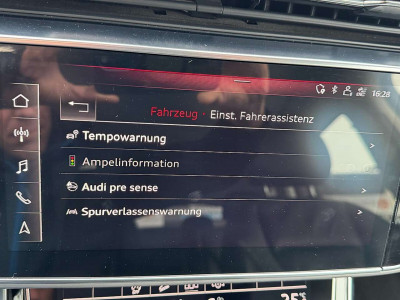 16:28
Fahrzeug · Einst. Fahrerassistenz
Tempowarnung
Ampelinformation
Audi pre sense
Spurverlassenswarnung